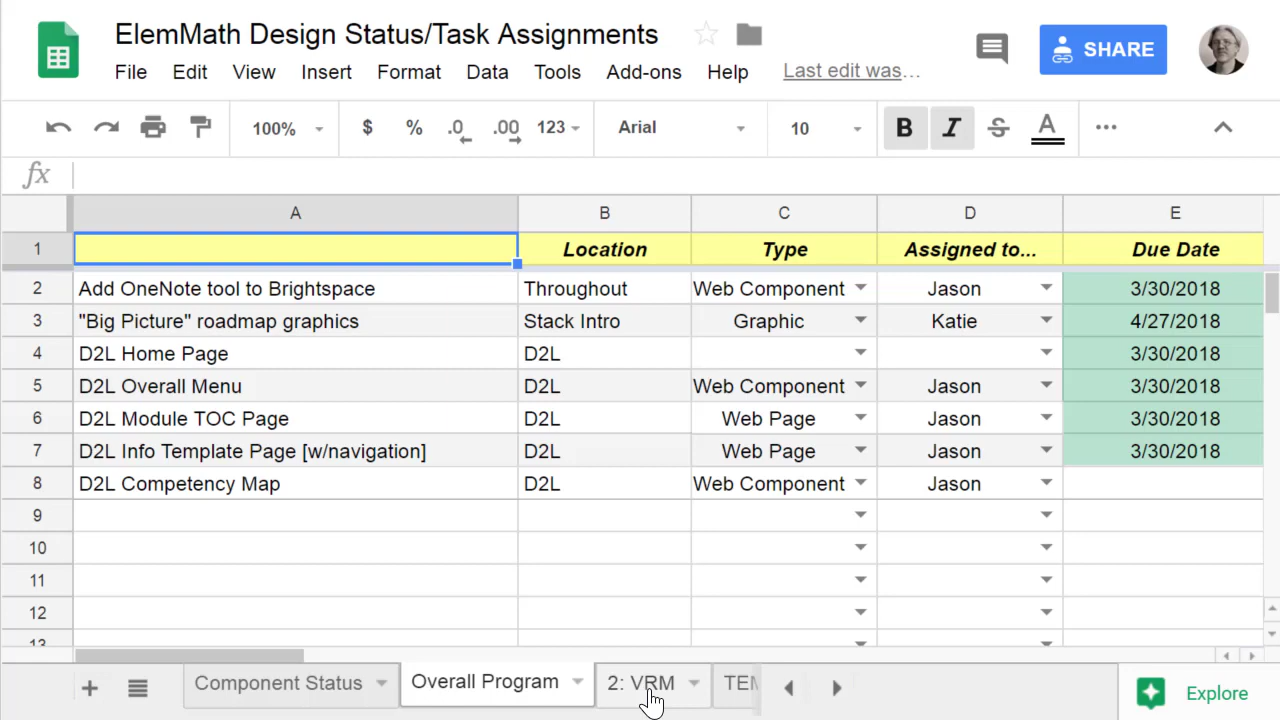 ElemMath Design Status/Task Assignments
SHARE
File Edit View Insert Format Data Tools Add-ons Help Last edit was…
100% $ % .0 .00 123 Arial 10 B I S A
fx
A B C D E
1 Location Type Assigned to... Due Date
2 Add OneNote tool to Brightspace Throughout Web Component Jason 3/30/2018
3 "Big Picture" roadmap graphics Stack Intro Graphic Katie 4/27/2018
4 D2L Home Page D2L 3/30/2018
5 D2L Overall Menu D2L Web Component Jason 3/30/2018
6 D2L Module TOC Page D2L Web Page Jason 3/30/2018
7 D2L Info Template Page [w/navigation] D2L Web Page Jason 3/30/2018
8 D2L Competency Map D2L Web Component Jason
9
10
11
12
13
Component Status Overall Program 2: VRM TEM Explore